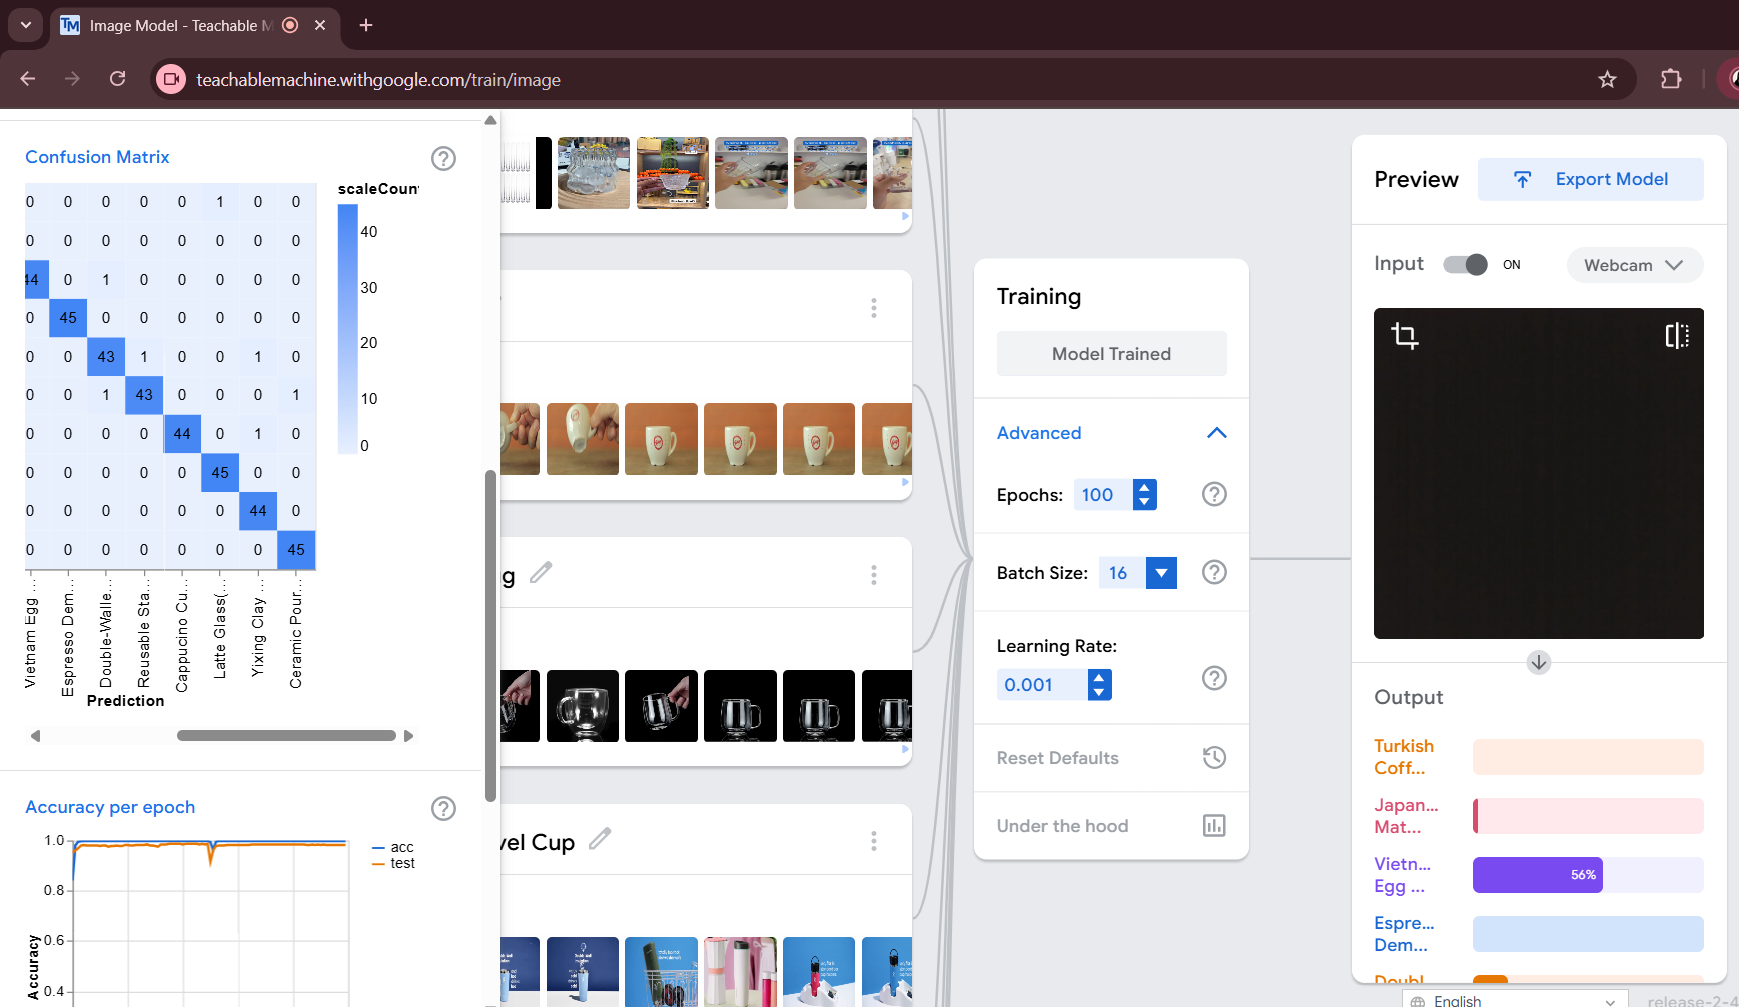 Image Model - Teachable M
teachablemachine.withgoogle.com/train/image
Confusion Matrix
scaleCoun
0 0 0 0 0 1 0 0
0 0 0 0 0 0 0 0
44 0 1 0 0 0 0 0
0 45 0 0 0 0 0 0
0 0 43 1 0 0 1 0
0 0 1 43 0 0 0 1
0 0 0 0 44 0 1 0
0 0 0 0 0 45 0 0
0 0 0 0 0 0 44 0
0 0 0 0 0 0 0 45
40
30
20
10
0
Vietnam Egg ...
Espresso Dem...
Double-Walle...
Reusable Sta...
Cappucino Cu...
Latte Glass(...
Yixing Clay ...
Ceramic Pour...
Prediction
Accuracy per epoch
1.0
0.8
0.6
0.4
Accuracy
acc
test
g
vel Cup
Training
Model Trained
Advanced
Epochs: 100
Batch Size: 16
Learning Rate:
0.001
Reset Defaults
Under the hood
Preview
Export Model
Input ON Webcam
Output
Turkish
Coff...
Japan...
Mat...
Vietn...
Egg ...
56%
Espre...
Dem...
Doubl
English
release-2-4